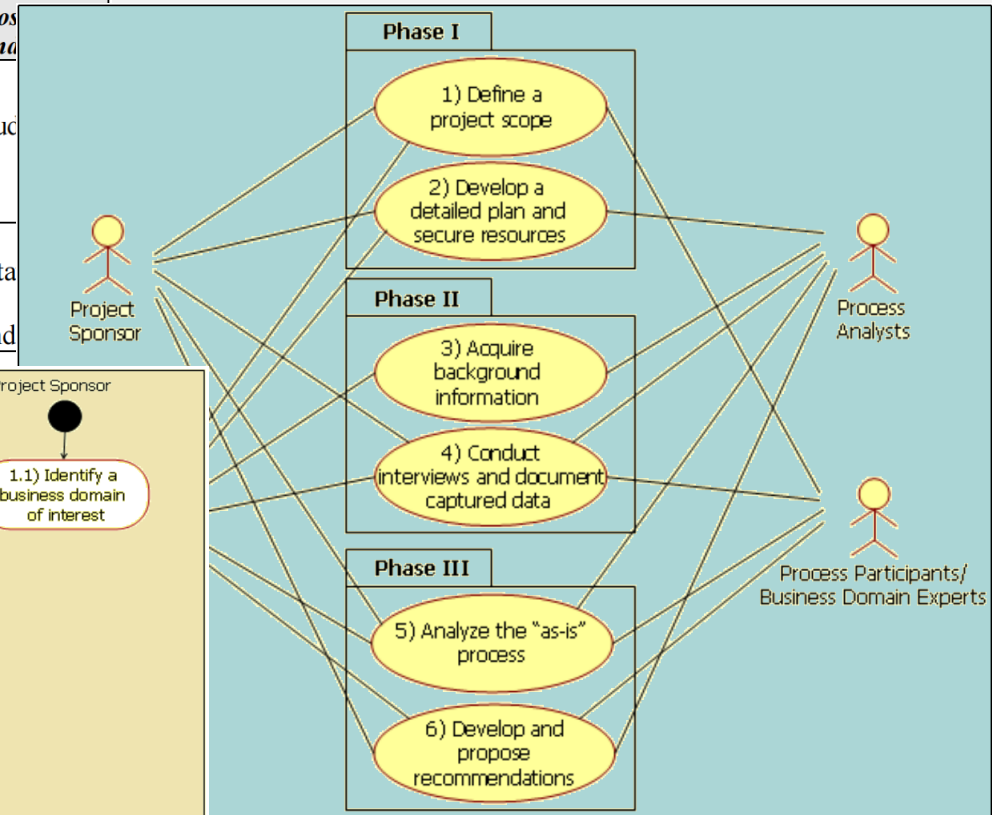 Phase I
1) Define a
project scope
2) Develop a
detailed plan and
secure resources
Project
Sponsor
Process
Analysts
Phase II
3) Acquire
background
information
4) Conduct
interviews and document
captured data
Project Sponsor
1.1) Identify a
business domain
of interest
Phase III
5) Analyze the “as-is”
process
6) Develop and
propose
recommendations
Process Participants/
Business Domain Experts